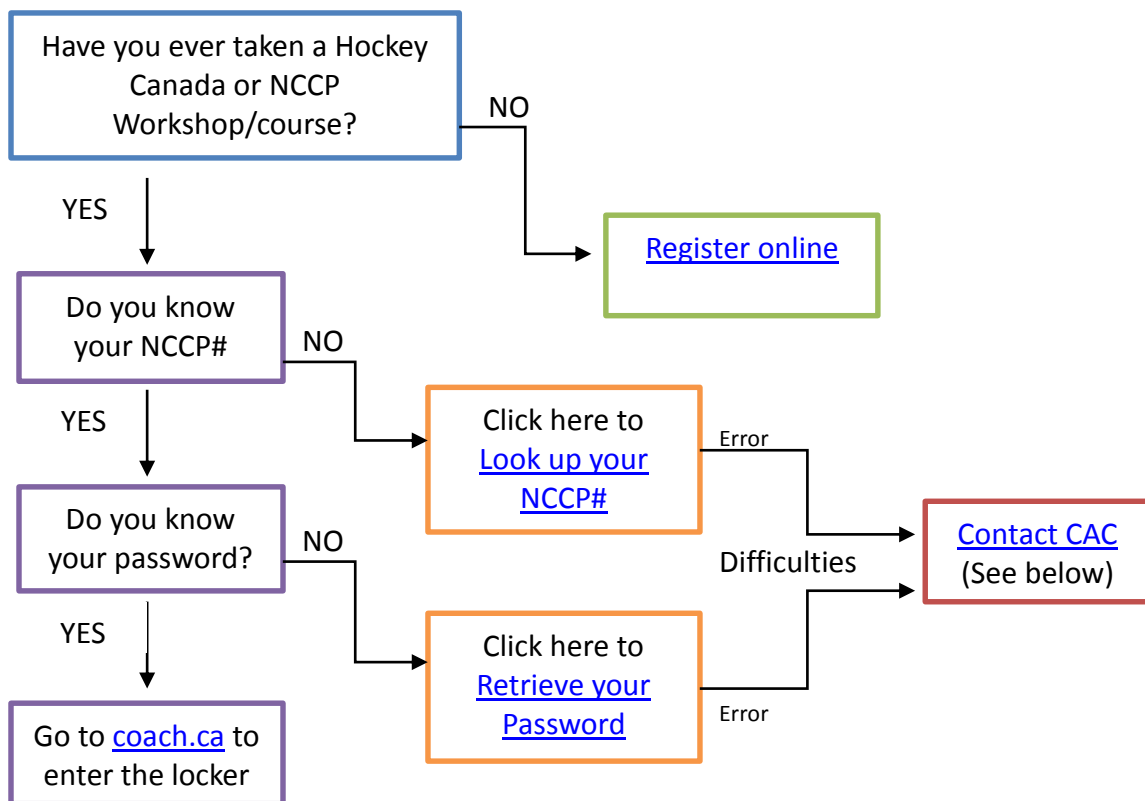 Have you ever taken a Hockey
Canada or NCCP
Workshop/course?
NO
YES
Register online
Do you know
your NCCP#
NO
YES
Click here to
Look up your
NCCP#
Error
Do you know
your password?
NO
Difficulties
Contact CAC
(See below)
YES
Click here to
Retrieve your
Password
Error
Go to coach.ca to
enter the locker